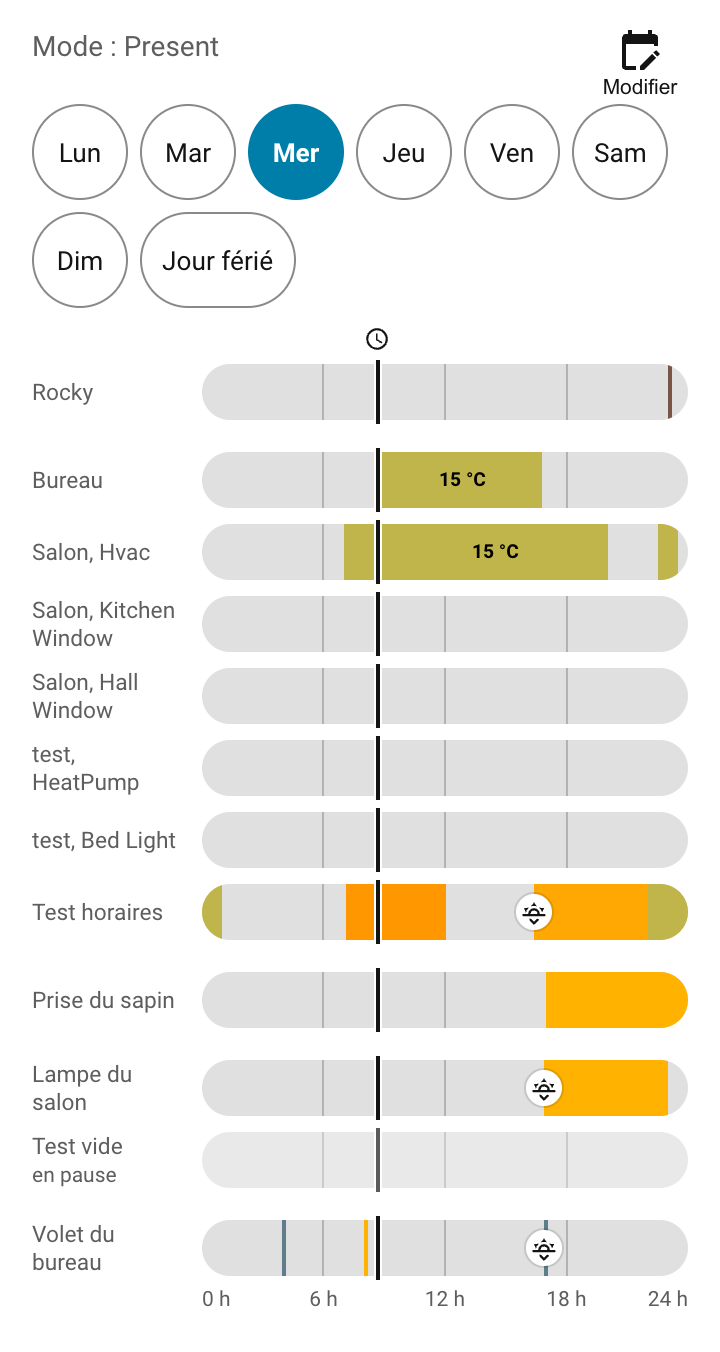 Mode : Present
Modifier
Lun
Mar
Mer
Jeu
Ven
Sam
Dim
Jour férié
Rocky
Bureau
15 °C
Salon, Hvac
15 °C
Salon, Kitchen
Window
Salon, Hall
Window
test,
HeatPump
test, Bed Light
Test horaires
Prise du sapin
Lampe du
salon
Test vide
en pause
Volet du
bureau
0 h
6 h
12 h
18 h
24 h